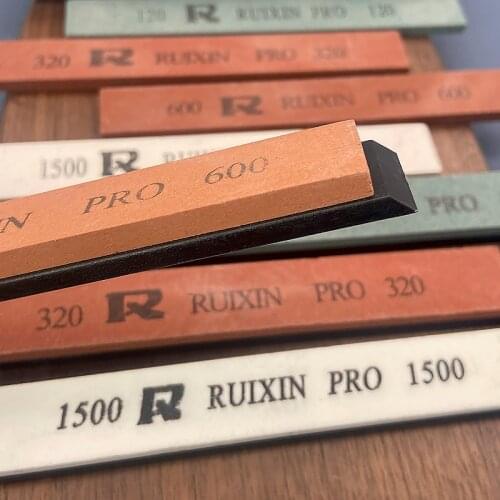 120 R RUIXIN PRO 120
320 R RUIXIN PRO 320
600 R RUIXIN PRO 600
1500 R
PRO 600
PRO
320 R RUIXIN PRO 320
1500 R RUIXIN PRO 1500